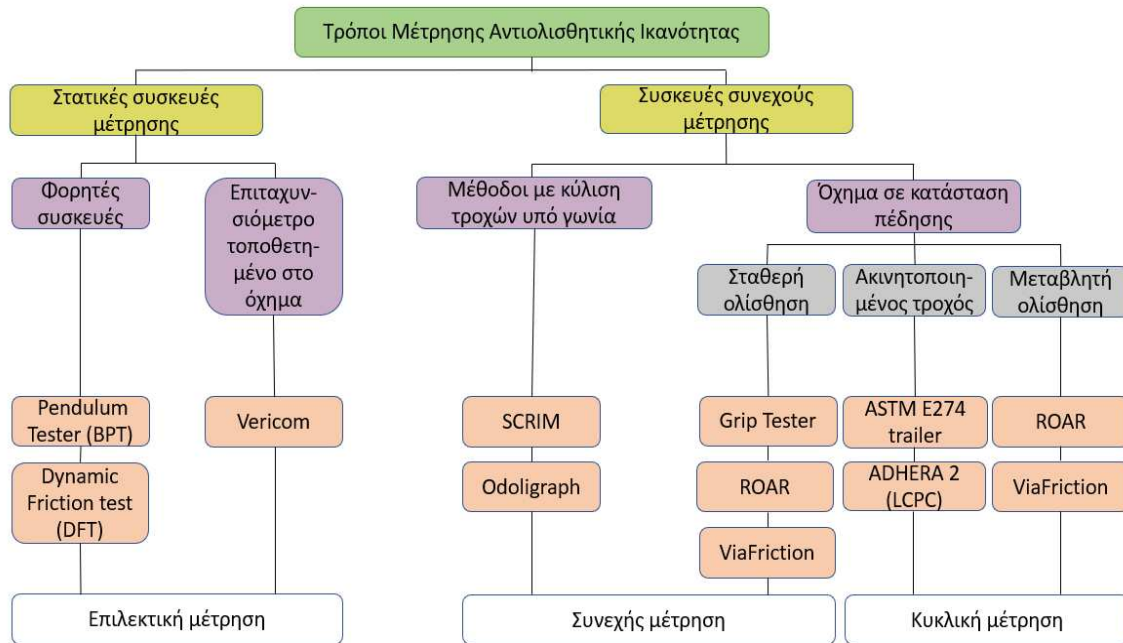 Τρόποι Μέτρησης Αντιολισθητικής Ικανότητας
Στατικές συσκευές
μέτρησης
Συσκευές συνεχούς
μέτρησης
Φορητές
συσκευές
Επιταχυν-
σιόμετρο
τοποθετη-
μένο στο
όχημα
Μέθοδοι με κύλιση
τροχών υπό γωνία
Όχημα σε κατάσταση
πέδησης
Σταθερή
ολίσθηση
Ακινητοποιη-
μένος τροχός
Μεταβλητή
ολίσθηση
Pendulum
Tester (BPT)
Vericom
SCRIM
Grip Tester
ASTM E274
trailer
ROAR
Dynamic
Friction test
(DFT)
Odoligraph
ROAR
ADHERA 2
(LCPC)
ViaFriction
ViaFriction
Επιλεκτική μέτρηση
Συνεχής μέτρηση
Κυκλική μέτρηση